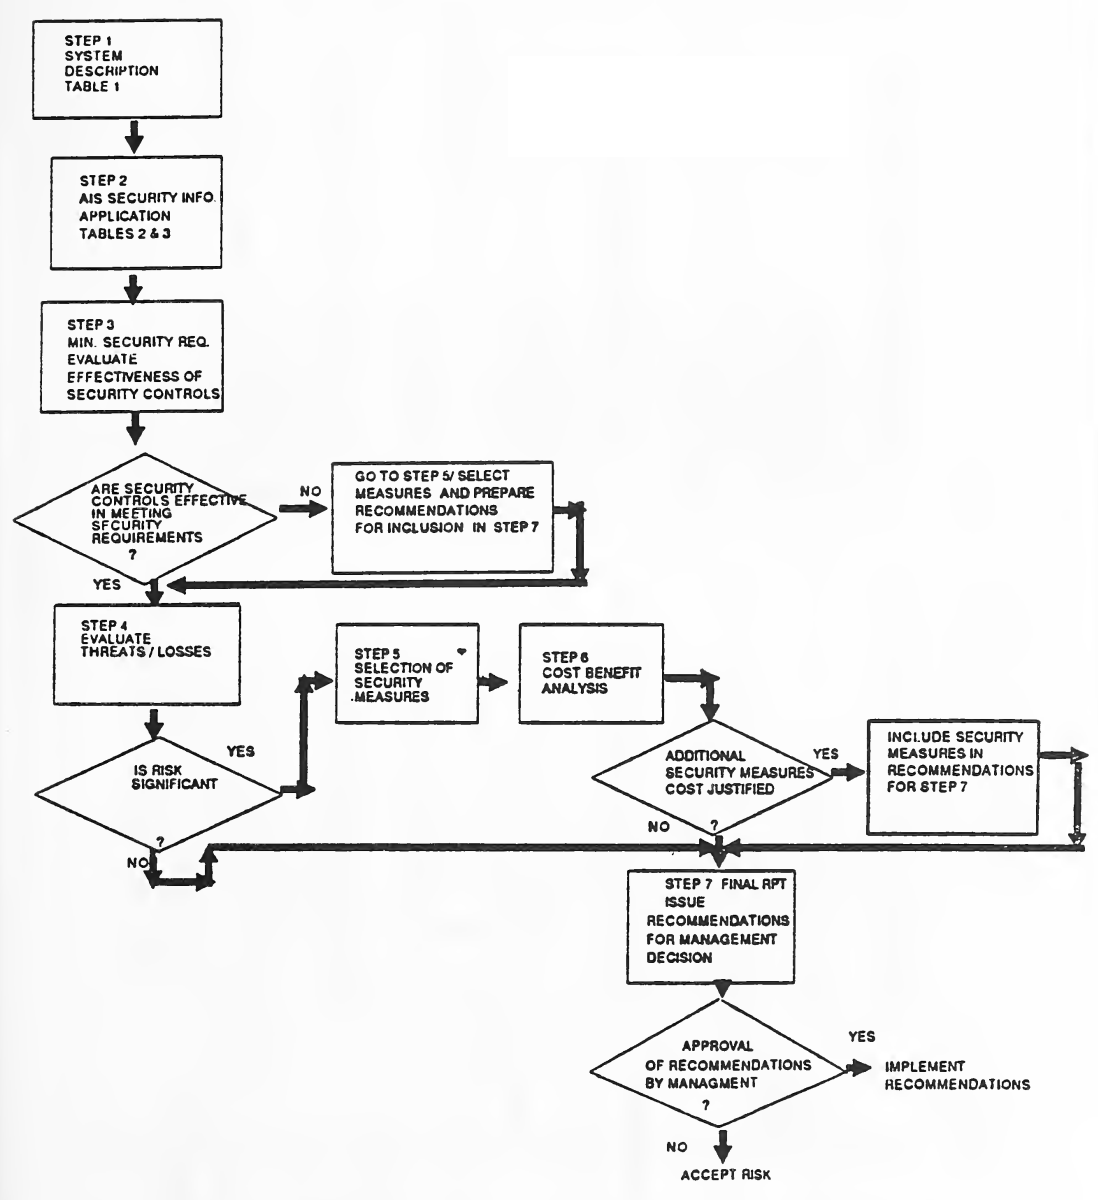 STEP 1
SYSTEM
DESCRIPTION
TABLE 1
STEP 2
AIS SECURITY INFO.
APPLICATION
TABLES 2 & 3
STEP 3
MIN. SECURITY REQ.
EVALUATE
EFFECTIVENESS OF
SECURITY CONTROLS
ARE SECURITY
CONTROLS EFFECTIVE
IN MEETING
SECURITY
REQUIREMENTS
?
NO
GO TO STEP 5/ SELECT
MEASURES AND PREPARE
RECOMMENDATIONS
FOR INCLUSION IN STEP 7
YES
STEP 4
EVALUATE
THREATS / LOSSES
IS RISK
SIGNIFICANT
?
YES
NO
STEP 5
SELECTION OF
SECURITY
.MEASURES
STEP 6
COST BENEFIT
ANALYSIS
ADDITIONAL
SECURITY MEASURES
COST JUSTIFIED
?
YES
NO
INCLUDE SECURITY
MEASURES IN
RECOMMENDATIONS
FOR STEP 7
STEP 7 FINAL RPT
ISSUE
RECOMMENDATIONS
FOR MANAGEMENT
DECISION
APPROVAL
OF RECOMMENDATIONS
BY MANAGMENT
?
YES
IMPLEMENT
RECOMMENDATIONS
NO
ACCEPT RISK